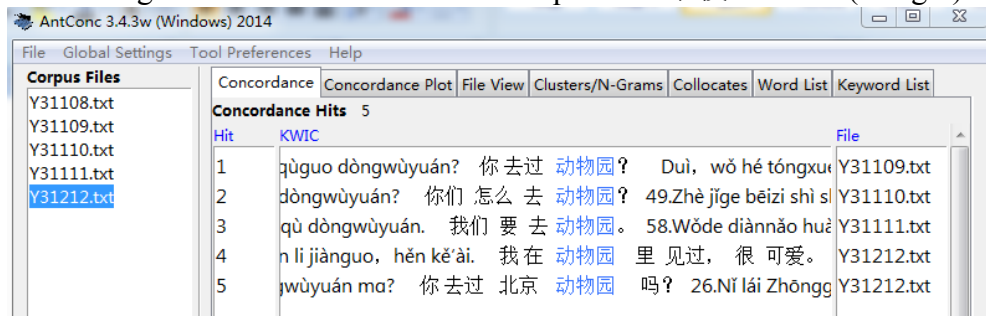 AntConc 3.4.3w (Windows) 2014
File Global Settings Tool Preferences Help
Corpus Files
Y31108.txt
Y31109.txt
Y31110.txt
Y31111.txt
Y31212.txt
Concordance Concordance Plot File View Clusters/N-Grams Collocates Word List Keyword List
Concordance Hits 5
Hit KWIC File
1 qùguo dòngwùyuán? 你 去过 动物园? Duì, wǒ hé tóngxué Y31109.txt
2 dòngwùyuán? 你们 怎么 去 动物园? 49.Zhè jǐge bēizi shì Y31110.txt
3 qù dòngwùyuán. 我们 要 去 动物园。 58.Wǒde diànnǎo Y31111.txt
4 n li jiànguo, hěn kě'ài. 我 在 动物园 里 见过, 很 可爱。 Y31212.txt
5 gwùyuán ma? 你 去过 北京 动物园 吗? 26.Nǐ lái Zhōngg Y31212.txt